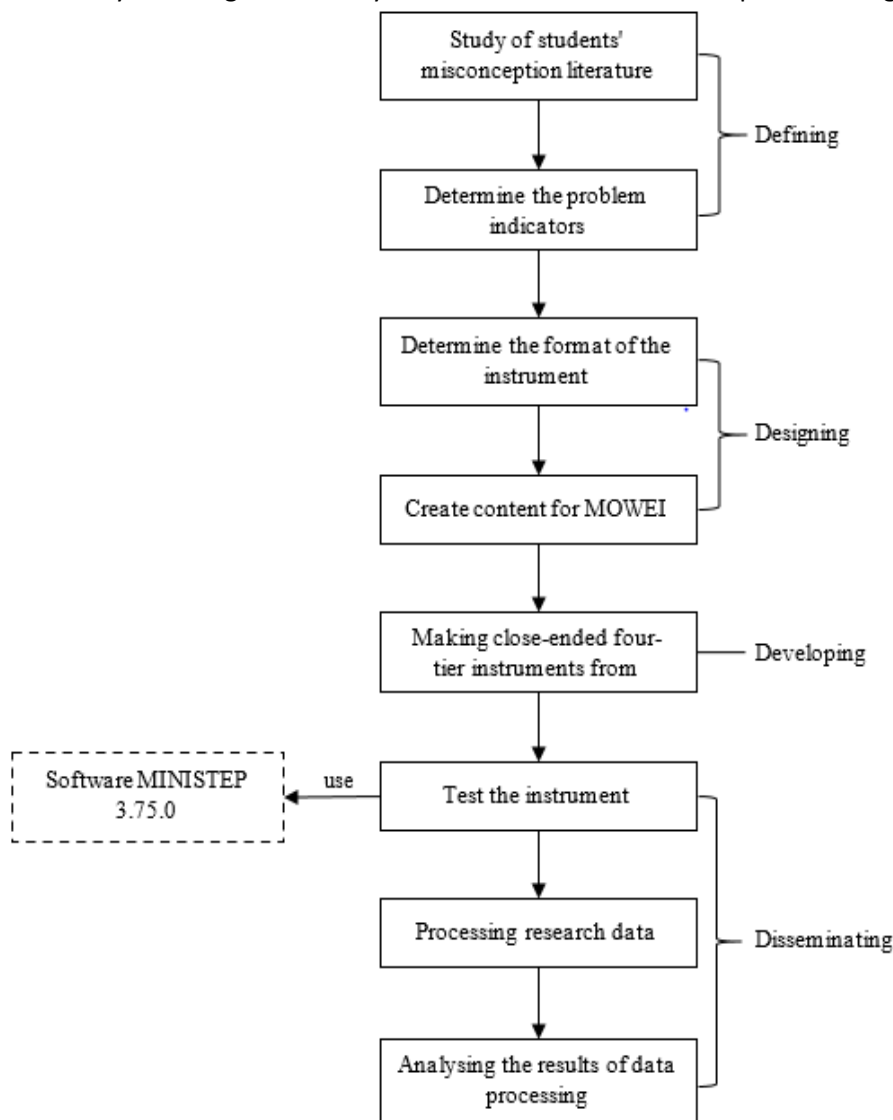 Study of students'
misconception literature
Defining
Determine the problem
indicators
Determine the format of the
instrument
Designing
Create content for MOWEI
Making close-ended four-
tier instruments from
Developing
Software MINISTEP
3.75.0
use
Test the instrument
Processing research data
Disseminating
Analysing the results of data
processing